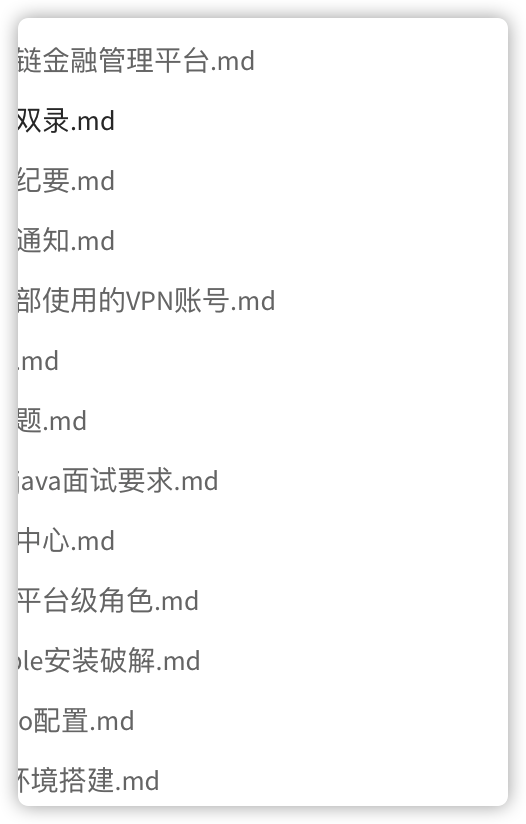 链金融管理平台.md
双录.md
纪要.md
通知.md
部使用的VPN账号.md
.md
题.md
java面试要求.md
中心.md
平台级角色.md
ole安装破解.md
o配置.md
环境搭建.md